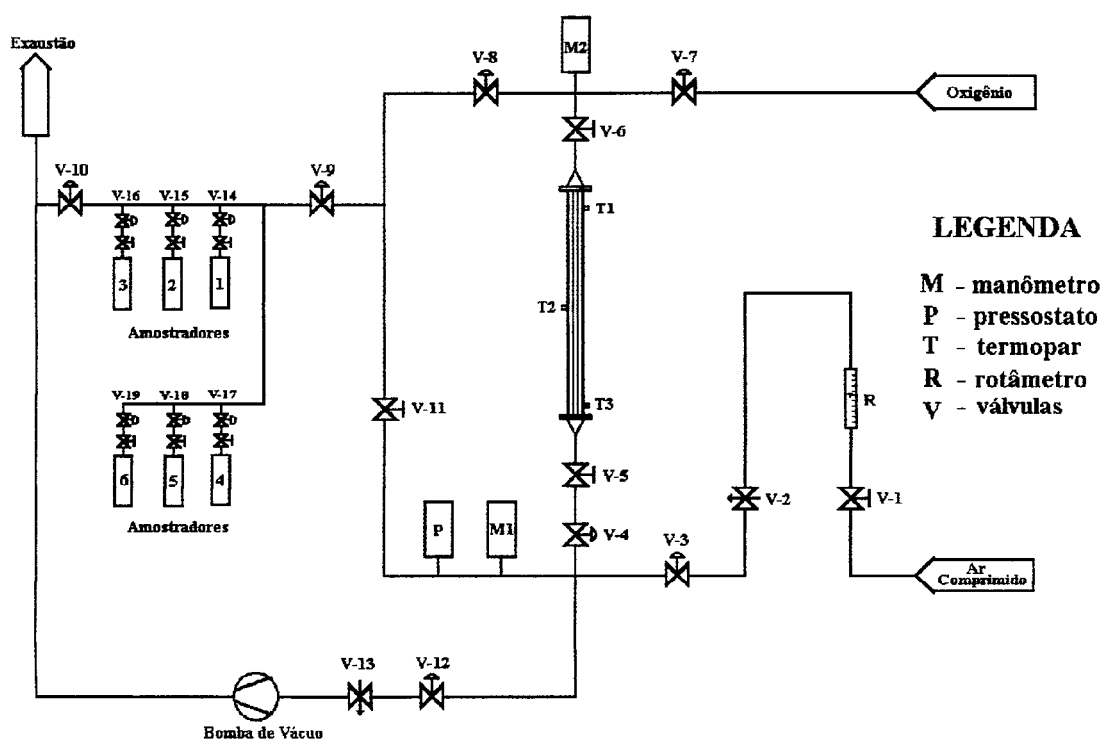 Exaustão
M2
V-8
V-7
Oxigênio
V-6
V-10
V-9
V-16
V-15
V-14
T1
3
2
1
T2
Amostradores
LEGENDA
M - manômetro
P - pressostato
T - termopar
R - rotâmetro
V - válvulas
V-19
V-18
V-17
V-11
T3
R
6
5
4
Amostradores
V-5
V-2
V-1
P
M1
V-4
V-3
Ar
Comprimido
V-13
V-12
Bomba de Vácuo